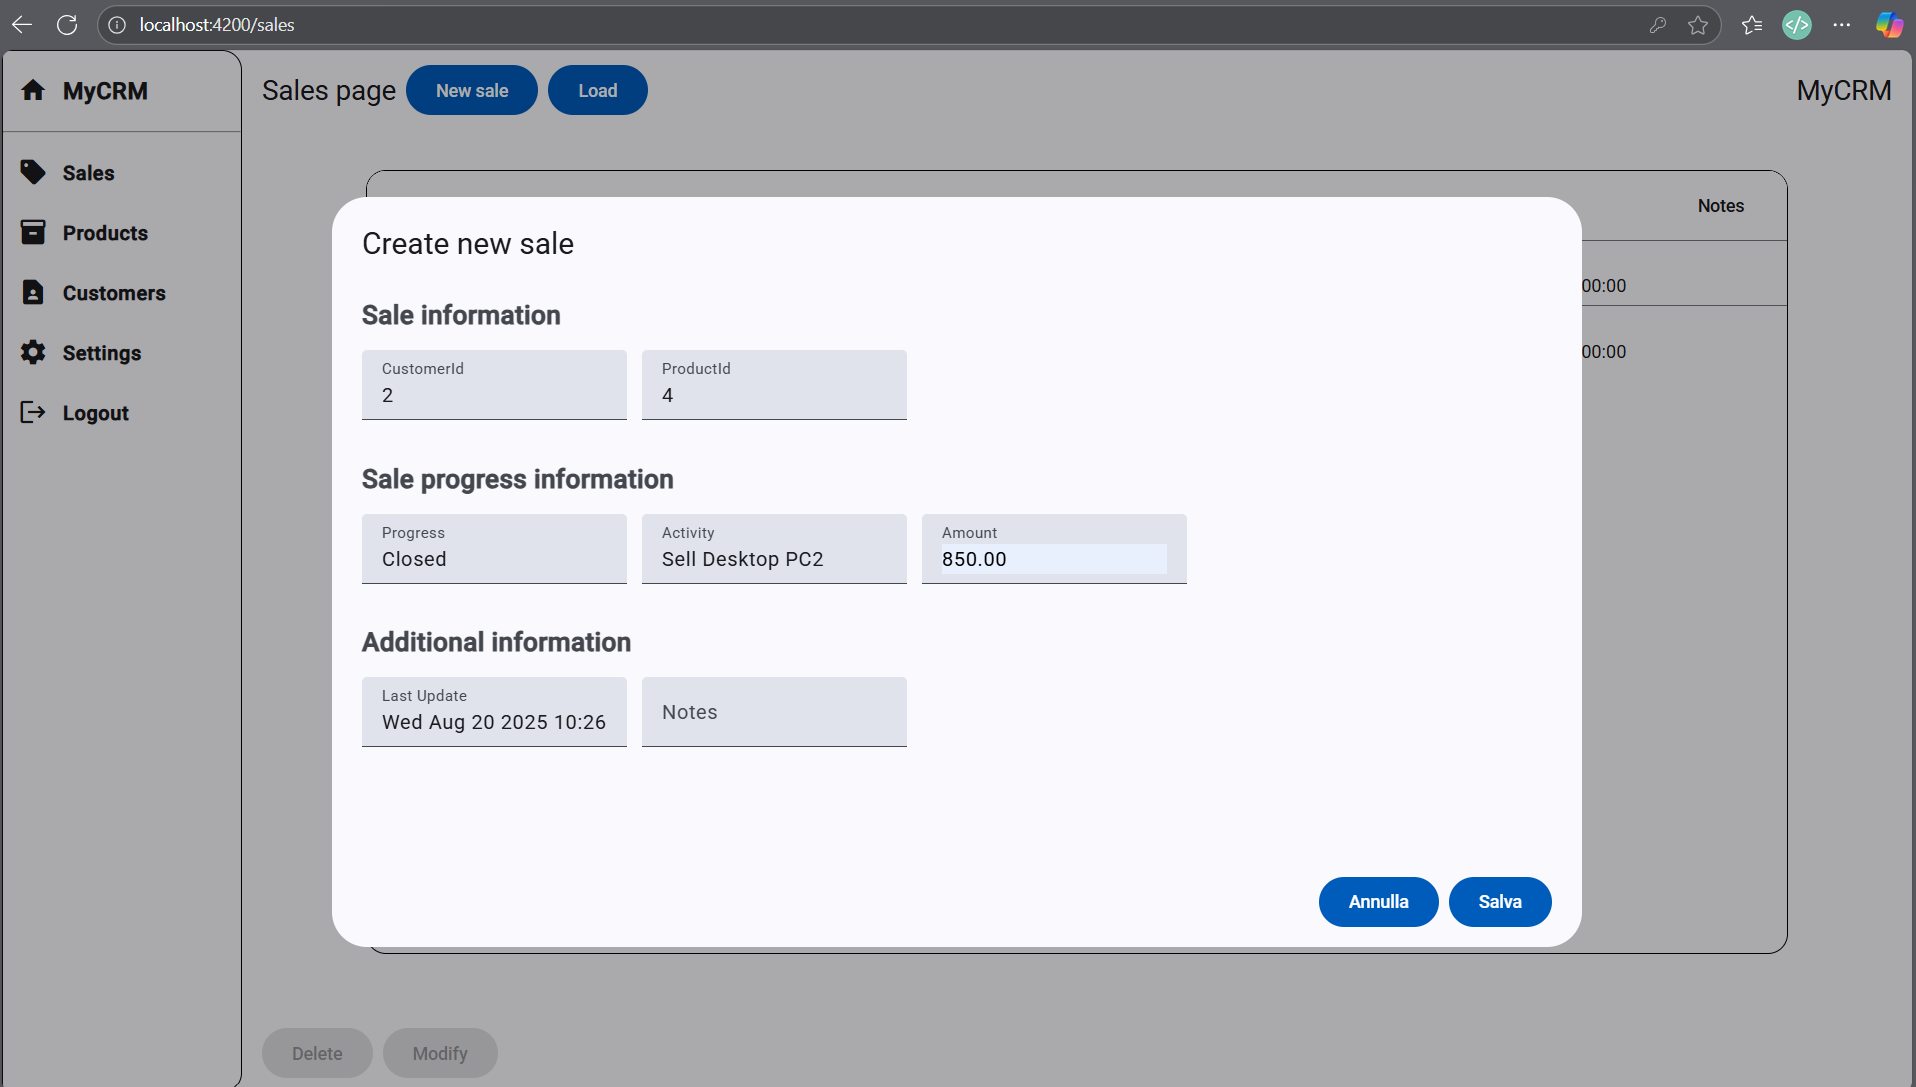 localhost:4200/sales
MyCRM
Sales
Products
Customers
Settings
Logout
Sales page
New sale
Load
MyCRM
Notes
00:00
00:00
Create new sale
Sale information
CustomerId
2
ProductId
4
Sale progress information
Progress
Closed
Activity
Sell Desktop PC2
Amount
850.00
Additional information
Last Update
Wed Aug 20 2025 10:26
Notes
Annulla
Salva
Delete
Modify